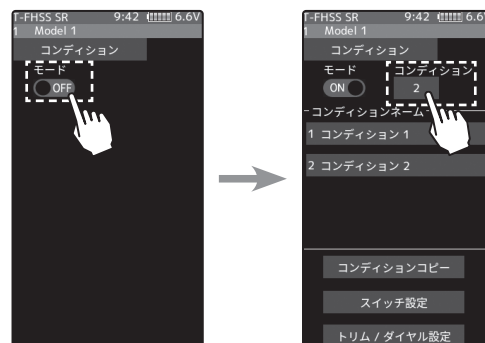 T-FHSS SR 9:42 6.6V
1 Model 1
コンディション
モード
OFF
T-FHSS SR 9:42 6.6V
1 Model 1
コンディション
モード コンディション
ON 2
コンディションネーム
1 コンディション 1
2 コンディション 2
コンディションコピー
スイッチ設定
トリム / ダイヤル設定